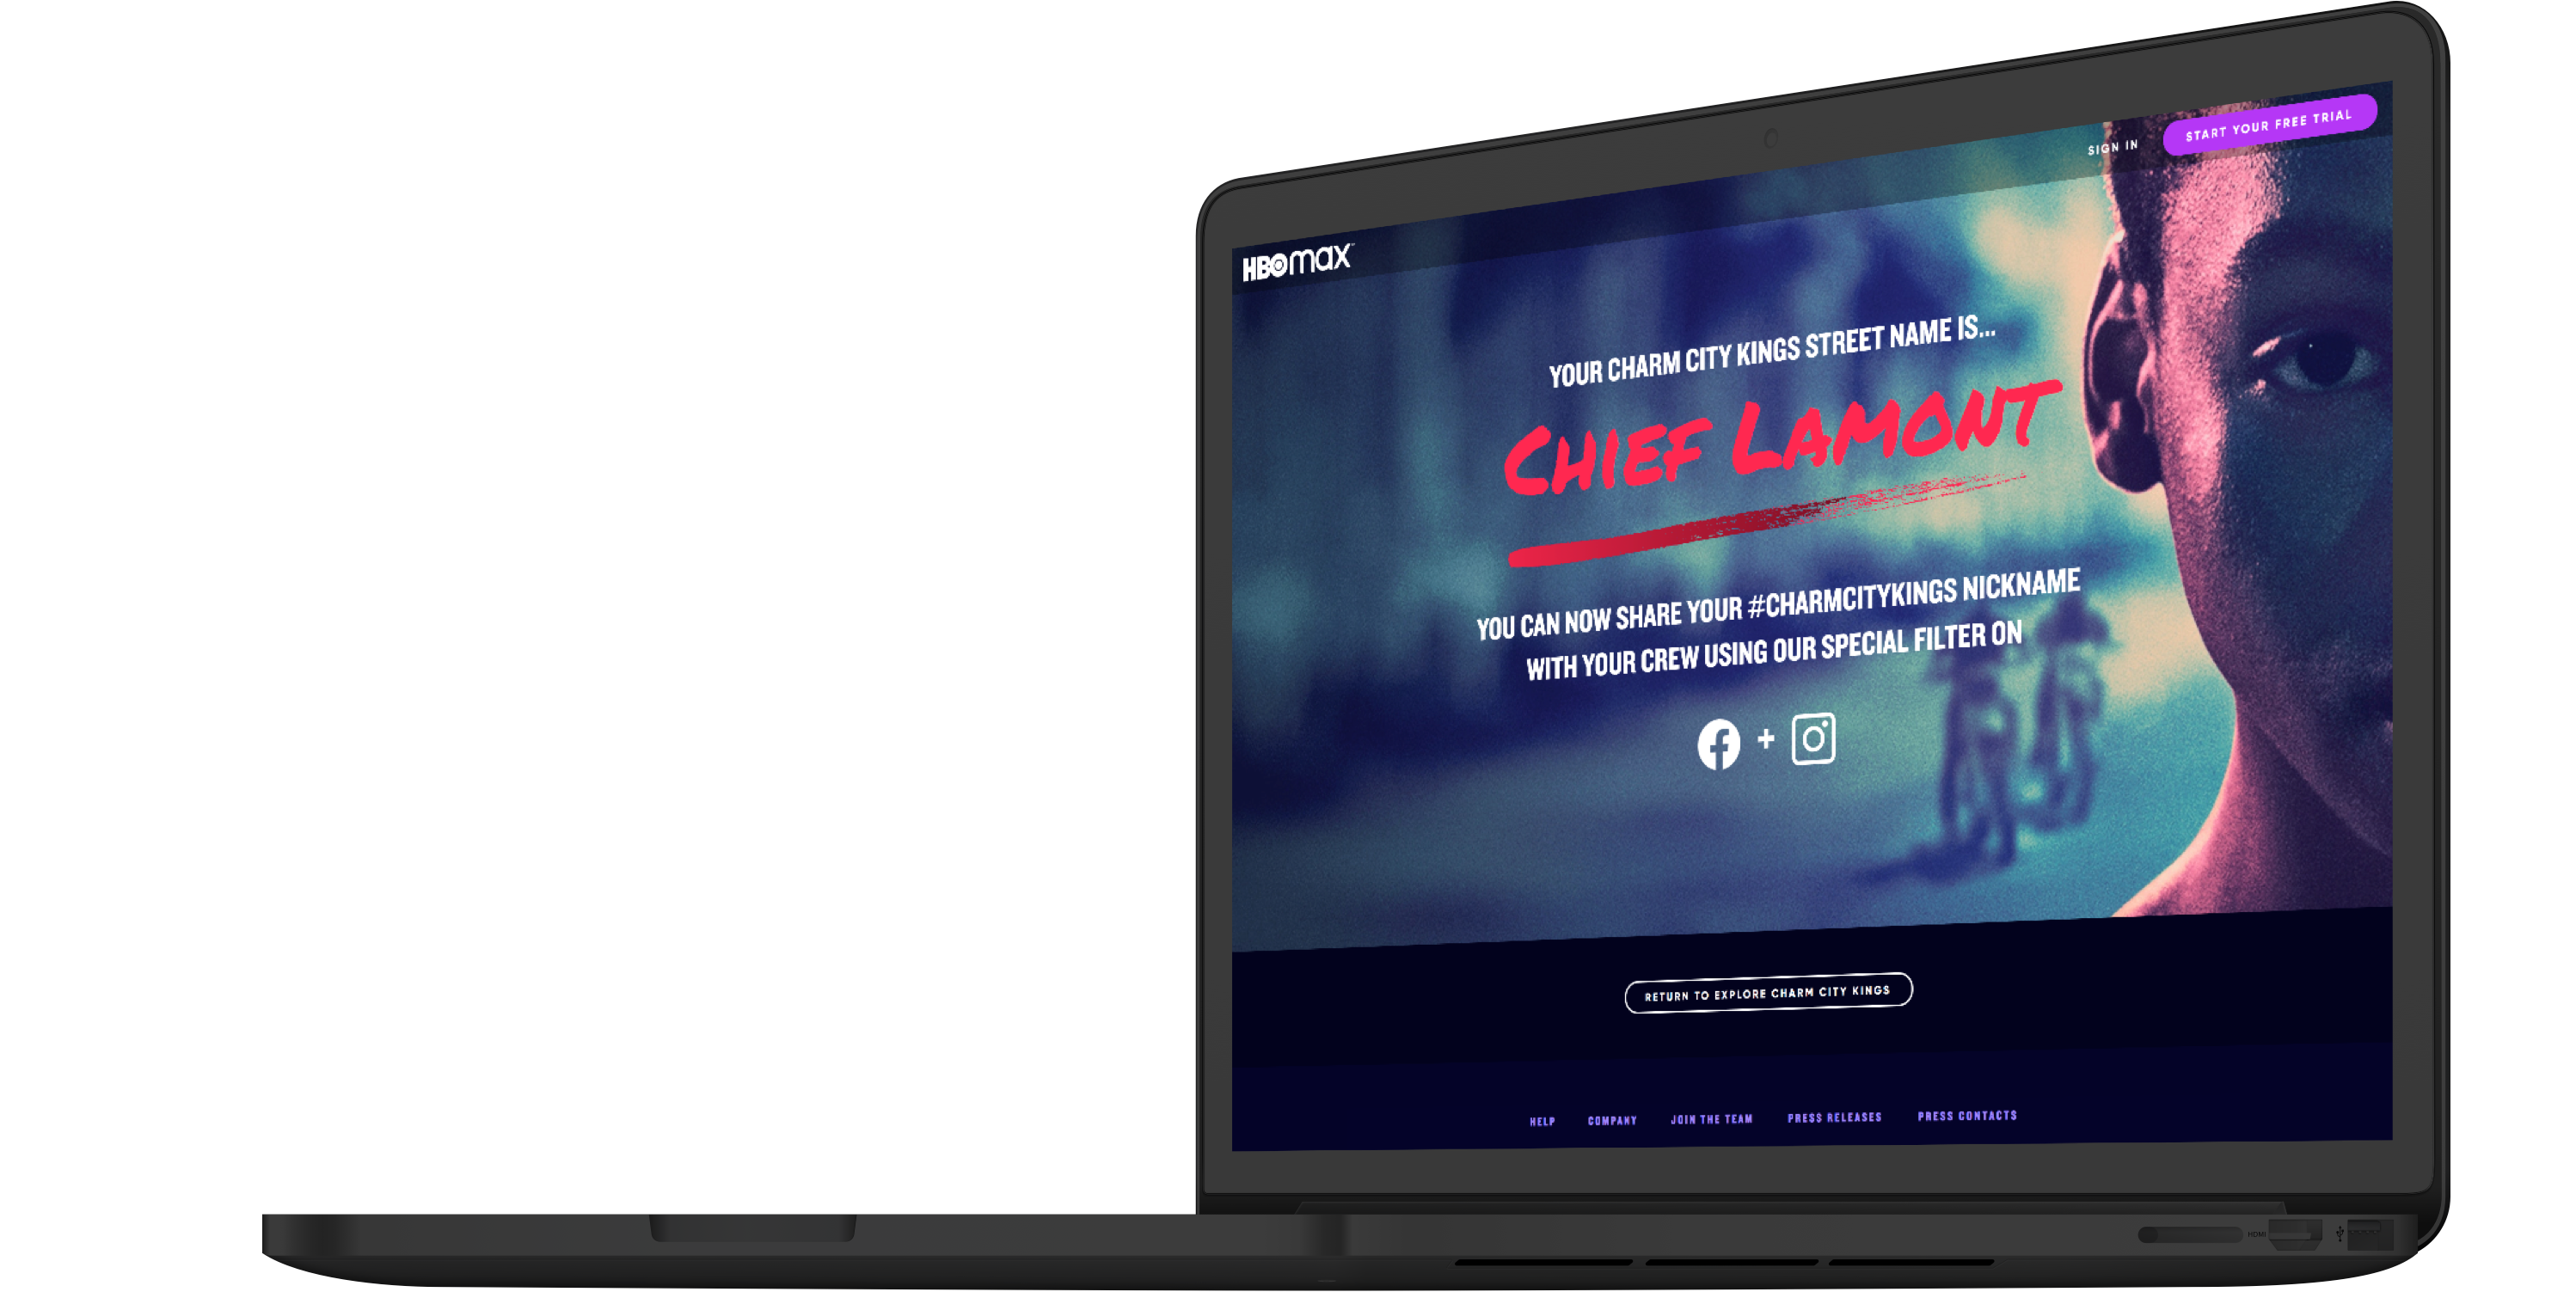 HBOmax
SIGN IN
START YOUR FREE TRIAL
YOUR CHARM CITY KINGS STREET NAME IS...
CHIEF LAMONT
YOU CAN NOW SHARE YOUR #CHARMCITYKINGS NICKNAME
WITH YOUR CREW USING OUR SPECIAL FILTER ON
+
RETURN TO EXPLORE CHARM CITY KINGS
HELP COMPANY JOIN THE TEAM PRESS RELEASES PRESS CONTACTS
HDMI